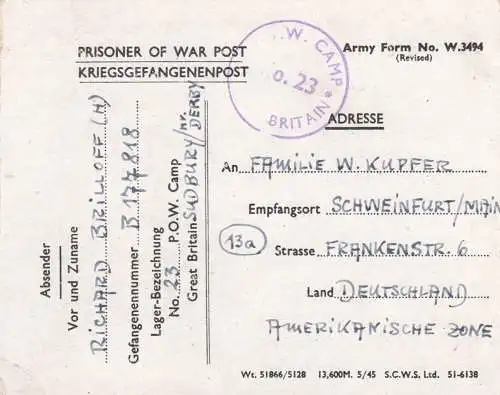 PRISONER OF WAR POST
KRIEGSGEFANGENENPOST
.W. CAMP
o. 23
BRITAIN*
Army Form No. W.3494
(Revised)
ADRESSE
An FAMILIE W. KUPFER
Empfangsort SCHWEINFURT/MAIN
13a
Strasse FRANKENSTR. 6
Land DEUTSCHLAND
AMERIKANISCHE ZONE
Wt. 51866/5128 13,600M. 5/45 S.C.W.S. Ltd. 51-6138
Absender
Vor und Zuname
RICHARD BRILLOFF (H)
Gefangenennummer B 177818
Lager-Bezeichnung
No. 23 P.O.W. Camp
Great Britain SUDBURY/nr. DERBY